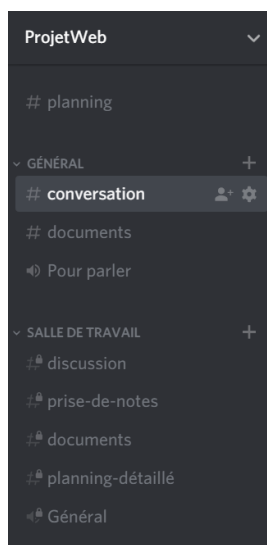 ProjetWeb
# planning
GÉNÉRAL
# conversation
# documents
Pour parler
SALLE DE TRAVAIL
# discussion
# prise-de-notes
# documents
# planning-détaillé
Général